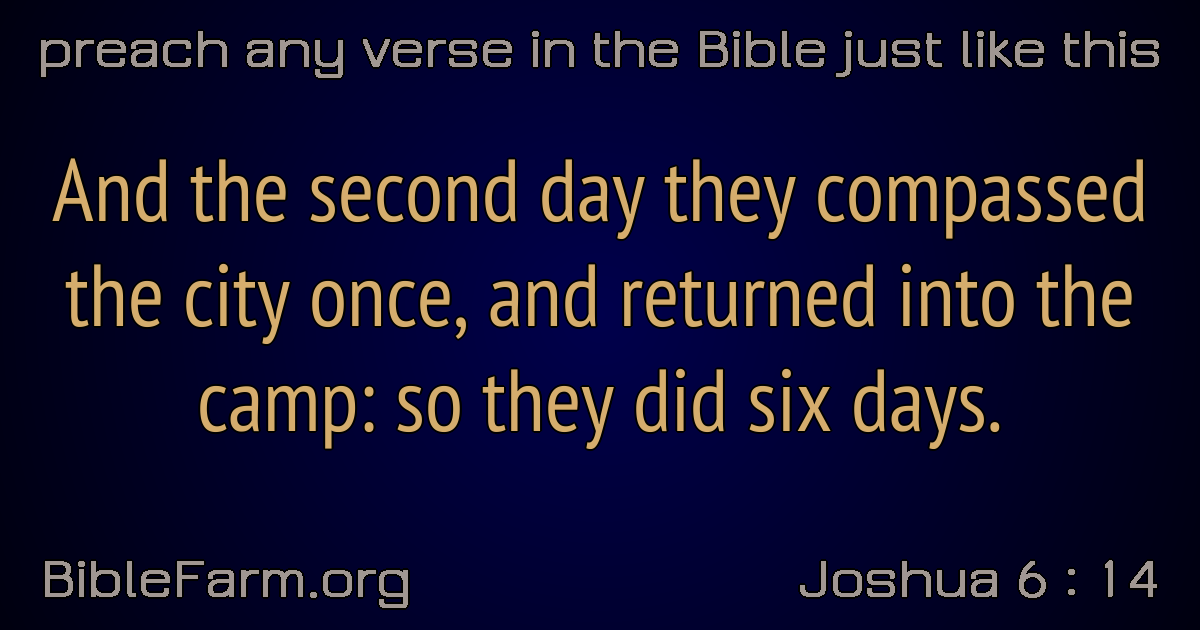 preach any verse in the Bible just like this
And the second day they compassed
the city once, and returned into the
camp: so they did six days.
BibleFarm.org
Joshua 6 : 14